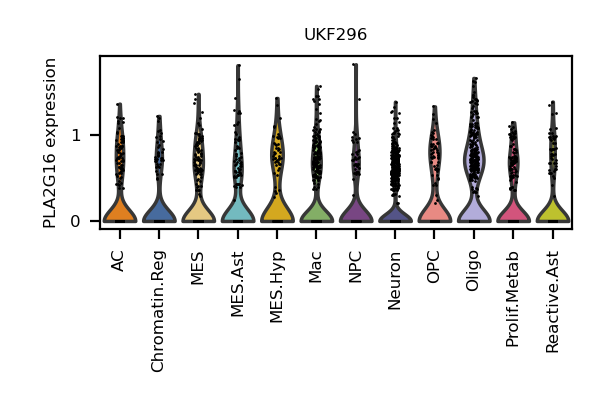 UKF296
PLA2G16 expression
1
0
AC
Chromatin.Reg
MES
MES.Ast
MES.Hyp
Mac
NPC
Neuron
OPC
Oligo
Prolif.Metab
Reactive.Ast